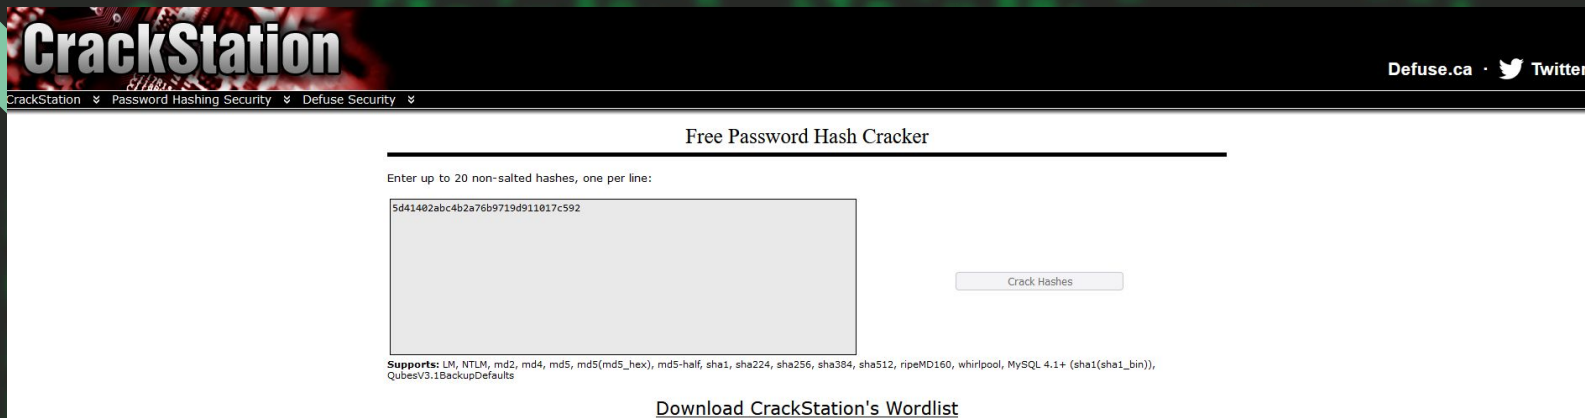 CrackStation
Defuse.ca · Twitter
CrackStation Password Hashing Security Defuse Security
Free Password Hash Cracker
Enter up to 20 non-salted hashes, one per line:
5d41402abc4b2a76b9719d911017c592
Crack Hashes
Supports: LM, NTLM, md2, md4, md5, md5(md5_hex), md5-half, sha1, sha224, sha256, sha384, sha512, ripeMD160, whirlpool, MySQL 4.1+ (sha1(sha1_bin)),
QubesV3.1BackupDefaults
Download CrackStation's Wordlist